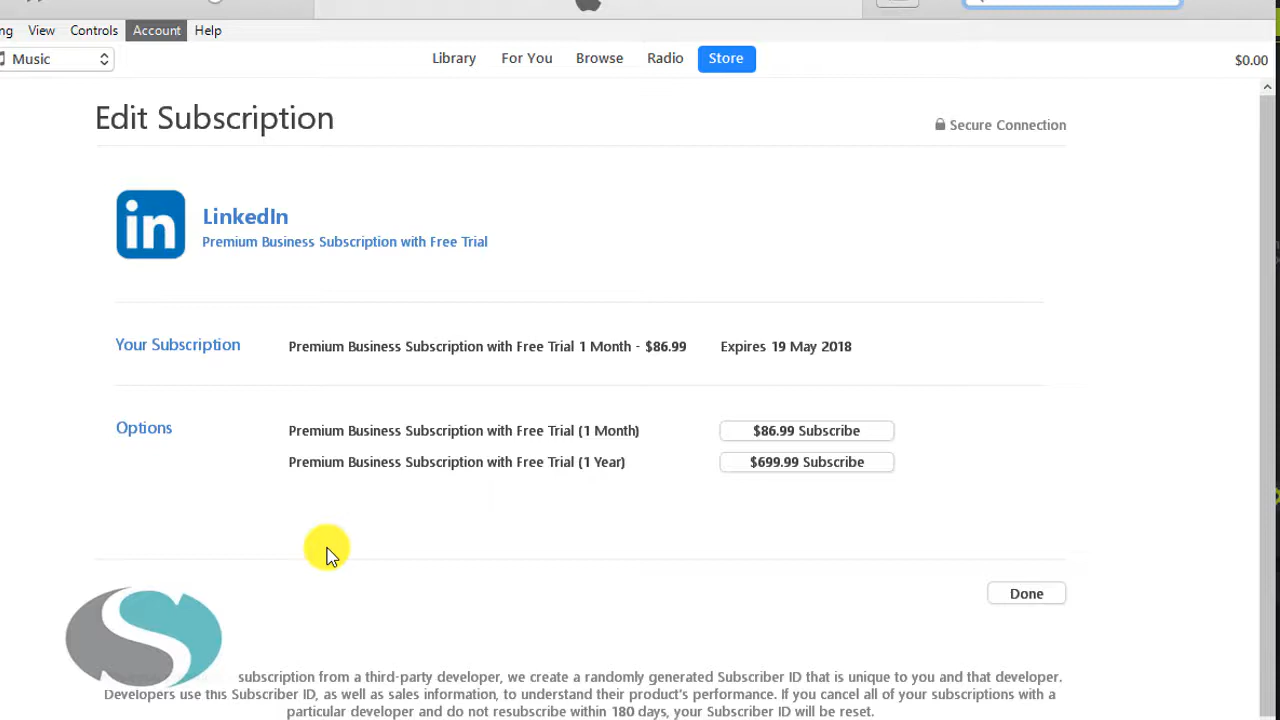 View Controls Account Help
Music Library For You Browse Radio Store $0.00
Edit Subscription Secure Connection
in LinkedIn
Premium Business Subscription with Free Trial
Your Subscription Premium Business Subscription with Free Trial 1 Month - $86.99 Expires 19 May 2018
Options Premium Business Subscription with Free Trial (1 Month) $86.99 Subscribe
Premium Business Subscription with Free Trial (1 Year) $699.99 Subscribe
Done
subscription from a third-party developer, we create a randomly generated Subscriber ID that is unique to you and that developer.
Developers use this Subscriber ID, as well as sales information, to understand their product's performance. If you cancel all of your subscriptions with a
particular developer and do not resubscribe within 180 days, your Subscriber ID will be reset.